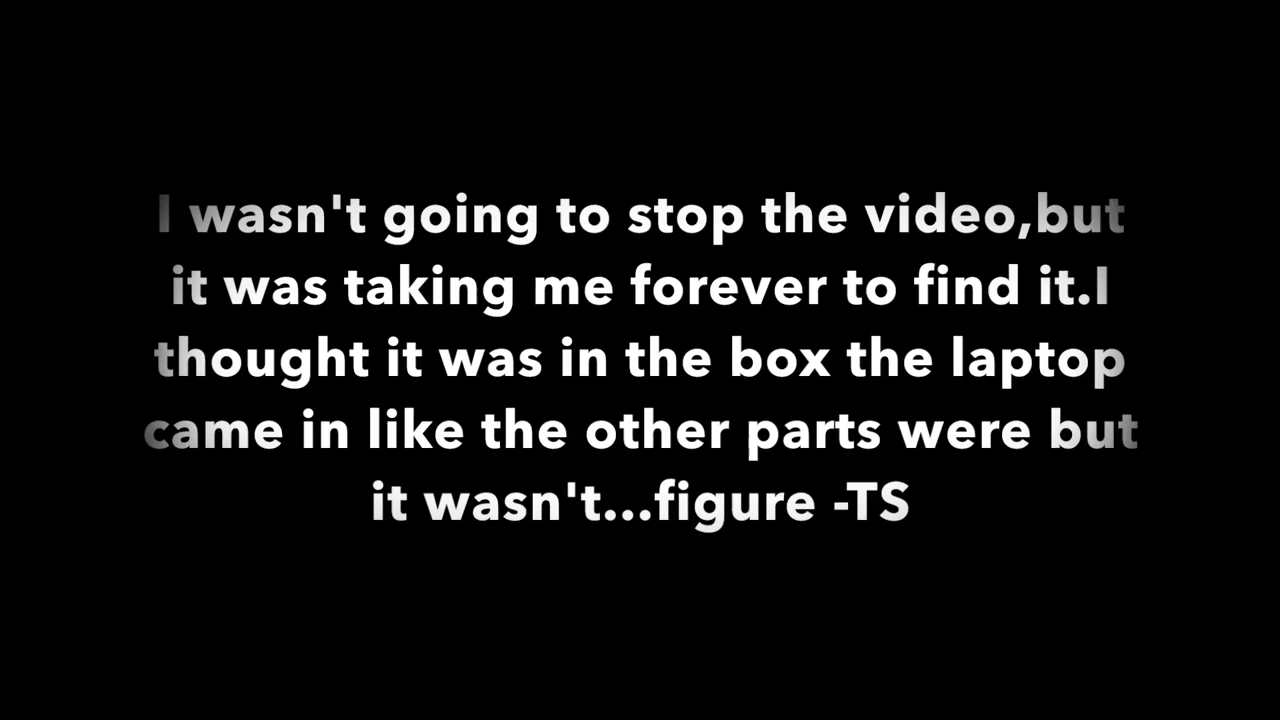 I wasn't going to stop the video,but
it was taking me forever to find it.I
thought it was in the box the laptop
came in like the other parts were but
it wasn't...figure -TS